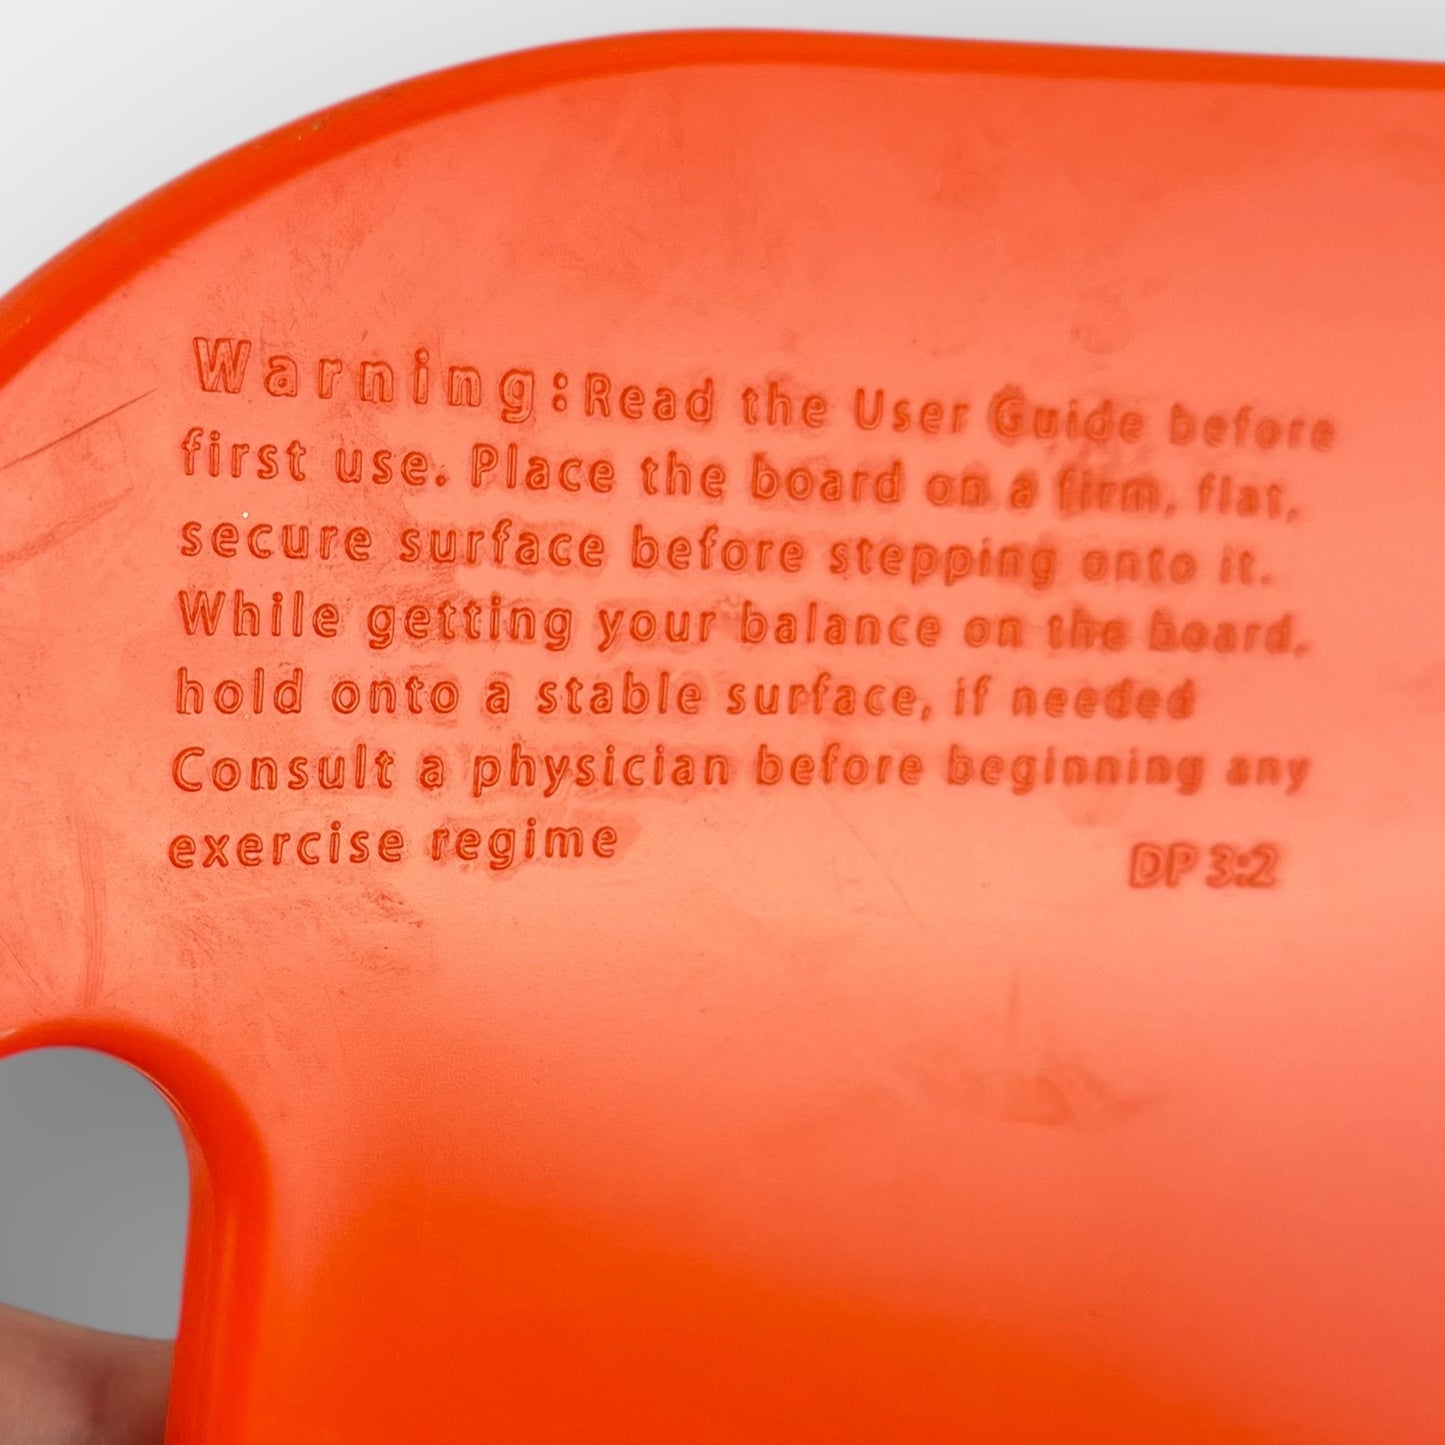 Warning: Read the User Guide before
first use. Place the board on a firm, flat,
secure surface before stepping onto it.
While getting your balance on the board,
hold onto a stable surface, if needed
Consult a physician before beginning any
exercise regime
DP 3:2